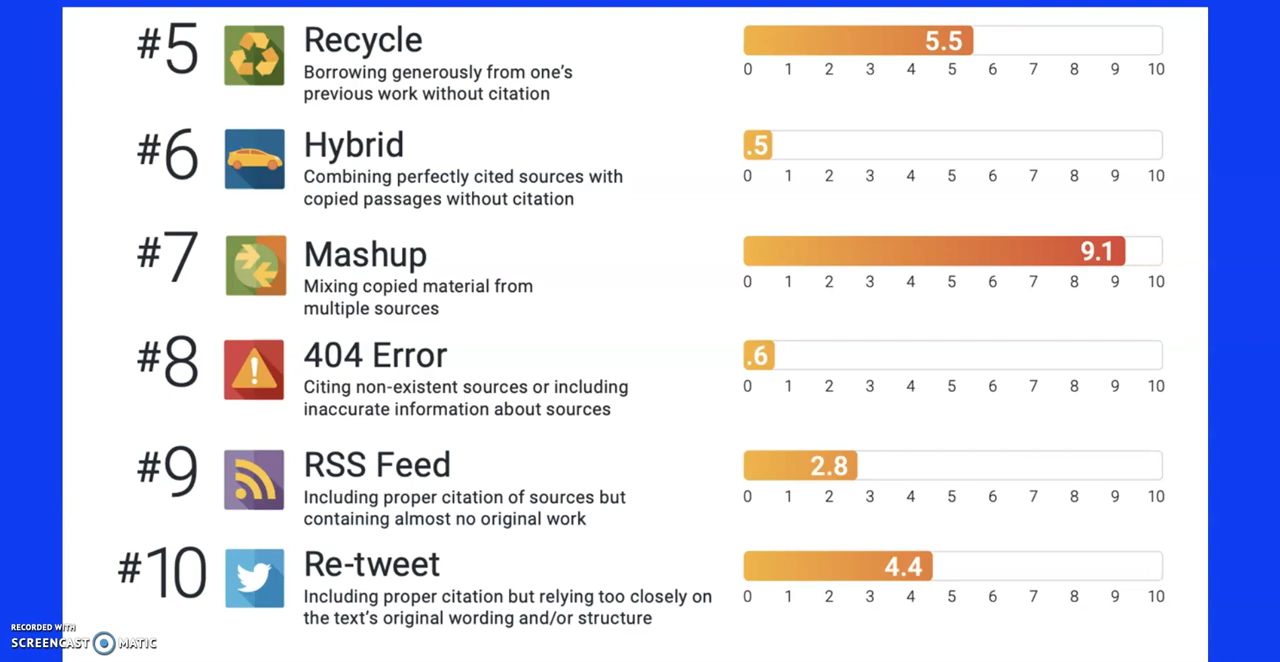 #5
Recycle
Borrowing generously from one's
previous work without citation
5.5
0 1 2 3 4 5 6 7 8 9 10
#6
Hybrid
Combining perfectly cited sources with
copied passages without citation
.5
0 1 2 3 4 5 6 7 8 9 10
#7
Mashup
Mixing copied material from
multiple sources
9.1
0 1 2 3 4 5 6 7 8 9 10
#8
404 Error
Citing non-existent sources or including
inaccurate information about sources
.6
0 1 2 3 4 5 6 7 8 9 10
#9
RSS Feed
Including proper citation of sources but
containing almost no original work
2.8
0 1 2 3 4 5 6 7 8 9 10
#10
Re-tweet
Including proper citation but relying too closely on
the text's original wording and/or structure
4.4
0 1 2 3 4 5 6 7 8 9 10
RECORDED WITH
SCREENCAST MATIC